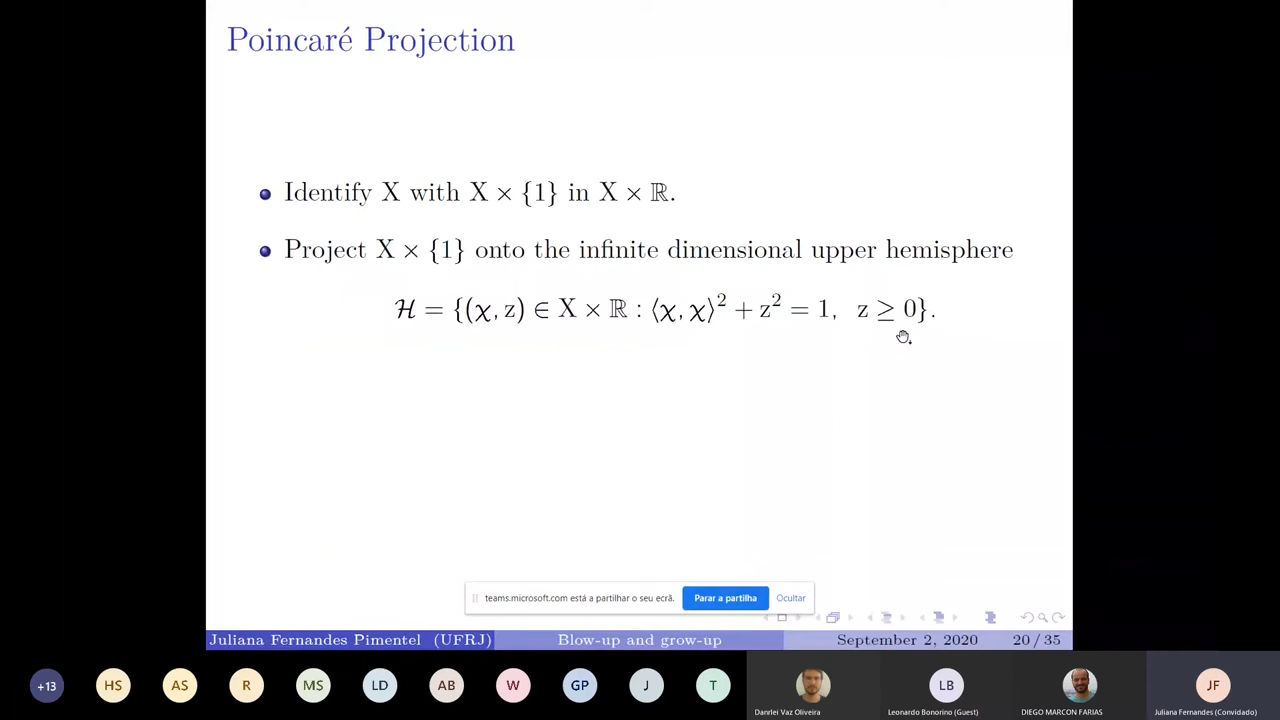 Poincaré Projection
Identify X with X × {1} in X × ℝ.
Project X × {1} onto the infinite dimensional upper hemisphere
ℋ = {(χ, z) ∈ X × ℝ : ⟨χ, χ⟩² + z² = 1, z ≥ 0}.
teams.microsoft.com está a partilhar o seu ecrã. Parar a partilha Ocultar
Juliana Fernandes Pimentel (UFRJ) Blow-up and grow-up September 2, 2020 20 / 35
+13 HS AS R MS LD AB W GP J T LB JF
Danrlei Vaz Oliveira Leonardo Bonorino (Guest) DIEGO MARCON FARIAS Juliana Fernandes (Convidado)